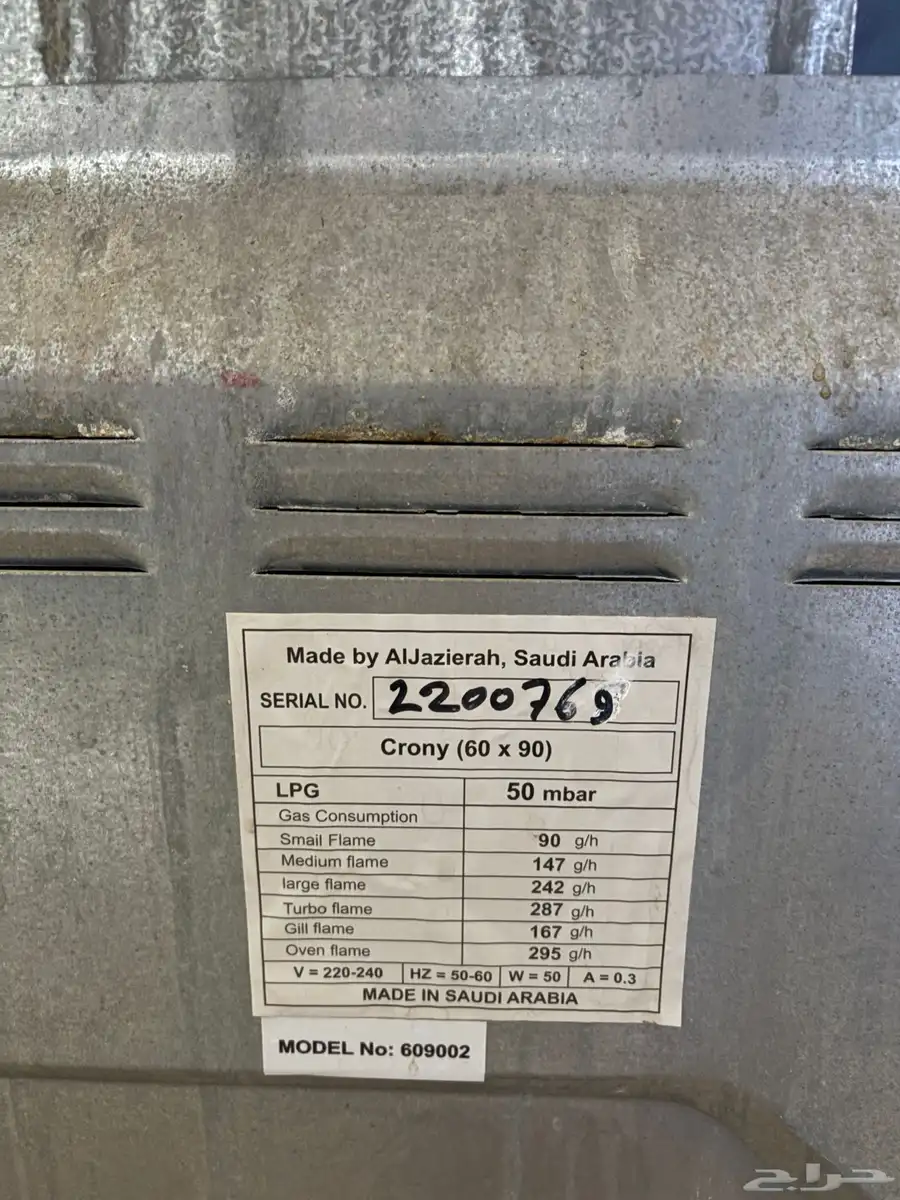 Made by AlJazierah, Saudi Arabia
SERIAL NO. 2200769
Crony (60 x 90)
LPG 50 mbar
Gas Consumption
Smail Flame 90 g/h
Medium flame 147 g/h
large flame 242 g/h
Turbo flame 287 g/h
Gill flame 167 g/h
Oven flame 295 g/h
V = 220-240 HZ = 50-60 W = 50 A = 0.3
MADE IN SAUDI ARABIA
MODEL No: 609002
حراج